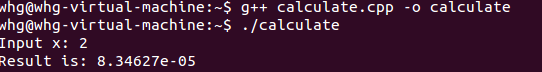 whg@whg-virtual-machine:~$ g++ calculate.cpp -o calculate
whg@whg-virtual-machine:~$ ./calculate
Input x: 2
Result is: 8.34627e-05